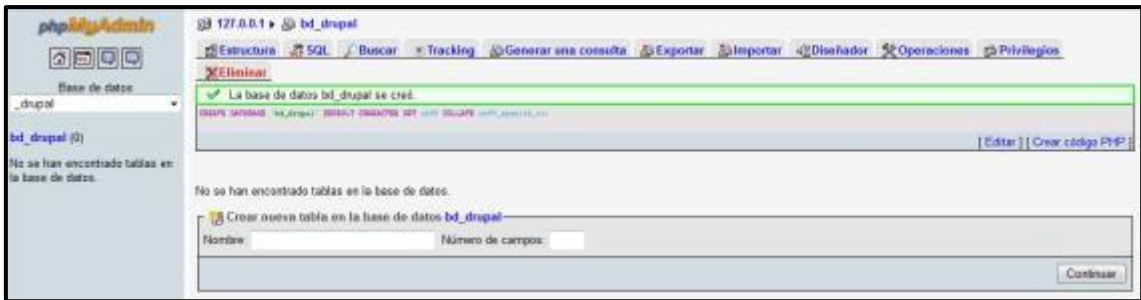 phpMyAdmin
Base de datos
_drupal
bd_drupal (0)
No se han encontrado tablas en
la base de datos.
127.0.0.1 ▸ bd_drupal
Estructura SQL Buscar Tracking Generar una consulta Exportar Importar Diseñador Operaciones Privilegios
Eliminar
La base de datos bd_drupal se creó.
CREATE DATABASE `bd_drupal` DEFAULT CHARACTER SET utf8 COLLATE utf8_spanish_ci;
[ Editar ] [ Crear código PHP ]
No se han encontrado tablas en la base de datos.
Crear nueva tabla en la base de datos bd_drupal
Nombre: Número de campos:
Continuar